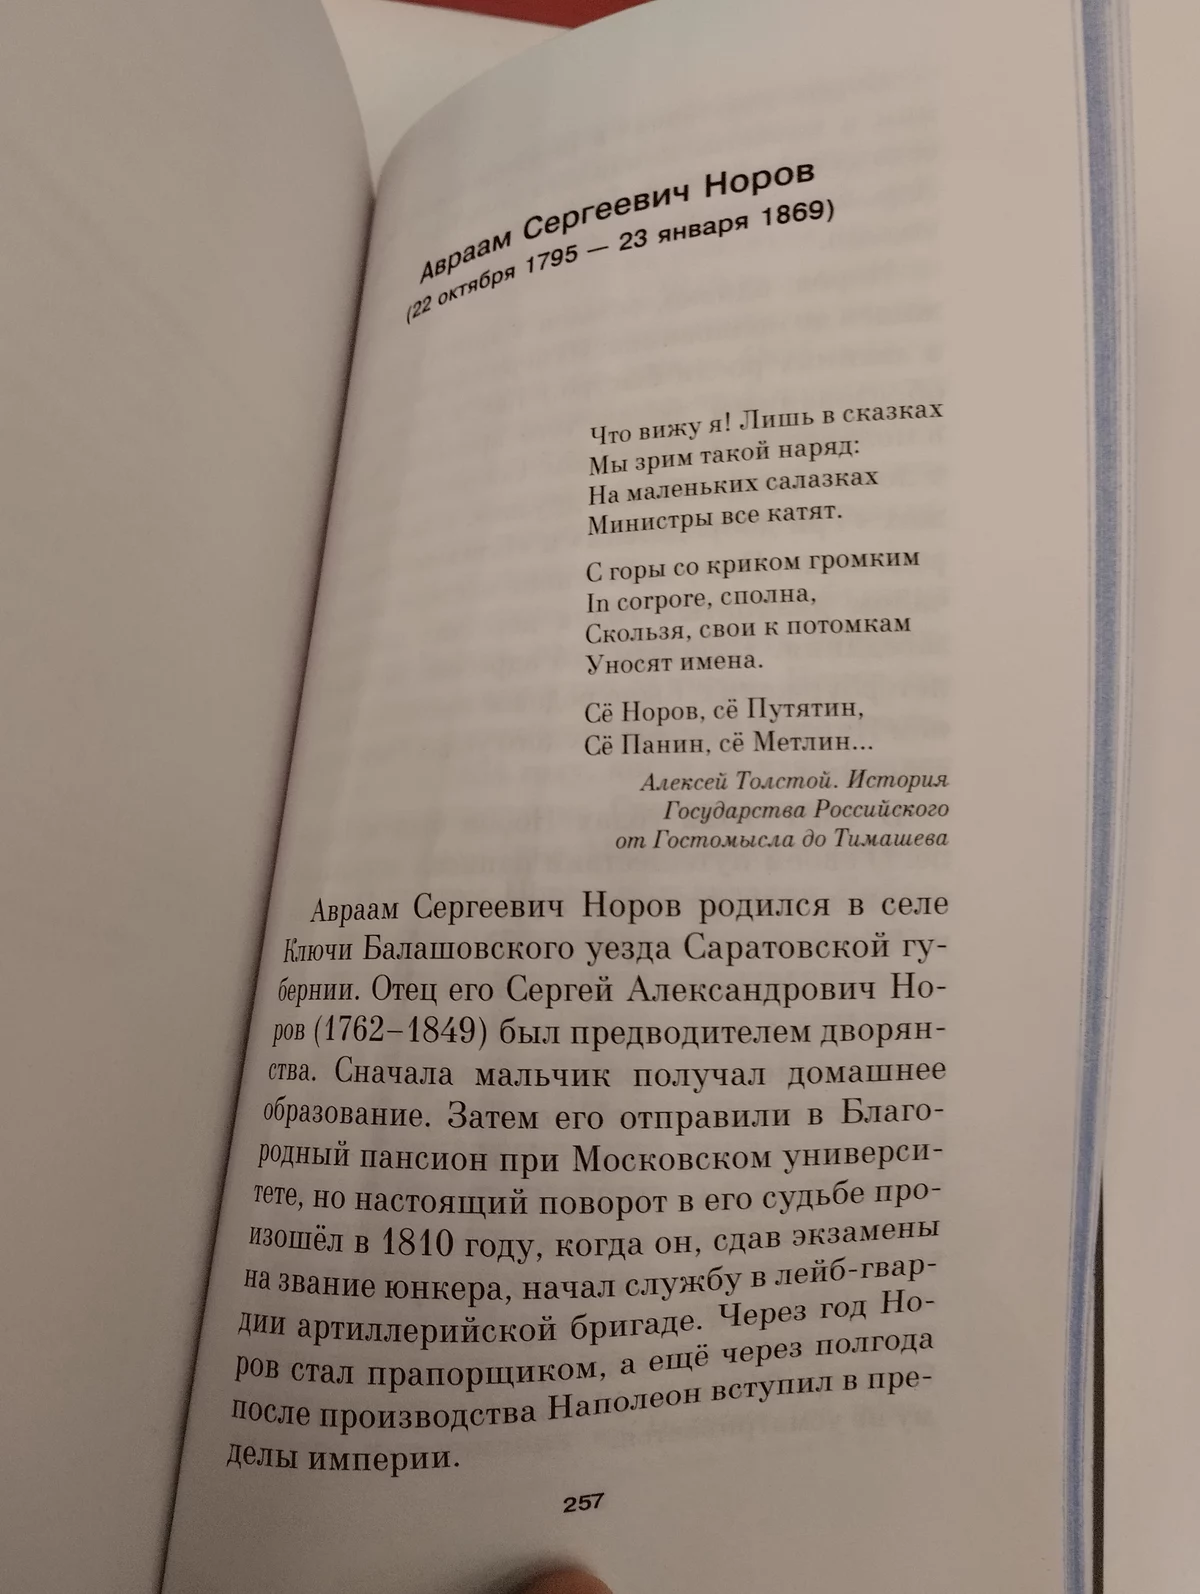 Авраам Сергеевич Норов
(22 октября 1795 — 23 января 1869)
Что вижу я! Лишь в сказках
Мы зрим такой наряд:
На маленьких салазках
Министры все катят.
С горы со криком громким
In corpore, сполна,
Скользя, свои к потомкам
Уносят имена.
Сё Норов, сё Путятин,
Сё Панин, сё Метлин...
Алексей Толстой. История
Государства Российского
от Гостомысла до Тимашева
Авраам Сергеевич Норов родился в селе
Ключи Балашовского уезда Саратовской гу-
бернии. Отец его Сергей Александрович Но-
ров (1762–1849) был предводителем дворян-
ства. Сначала мальчик получал домашнее
образование. Затем его отправили в Благо-
родный пансион при Московском универси-
тете, но настоящий поворот в его судьбе про-
изошёл в 1810 году, когда он, сдав экзамены
на звание юнкера, начал службу в лейб-гвар-
дии артиллерийской бригаде. Через год Но-
ров стал прапорщиком, а ещё через полгода
после производства Наполеон вступил в пре-
делы империи.
257